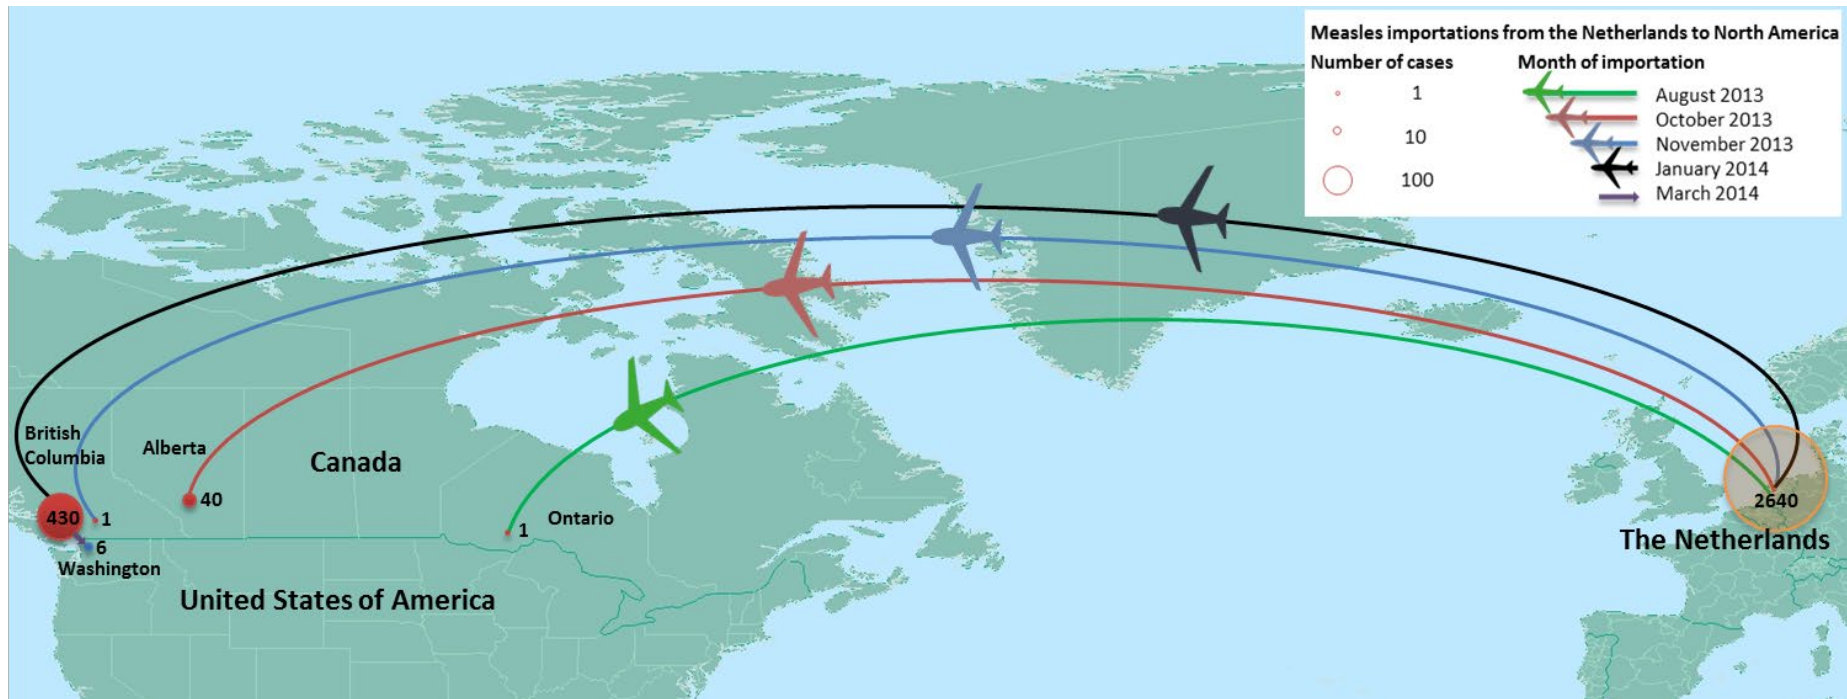 Measles importations from the Netherlands to North America
Number of cases
Month of importation
1
10
100
August 2013
October 2013
November 2013
January 2014
March 2014
British
Columbia
Alberta
Canada
40
430
1
Ontario
1
6
Washington
United States of America
2640
The Netherlands